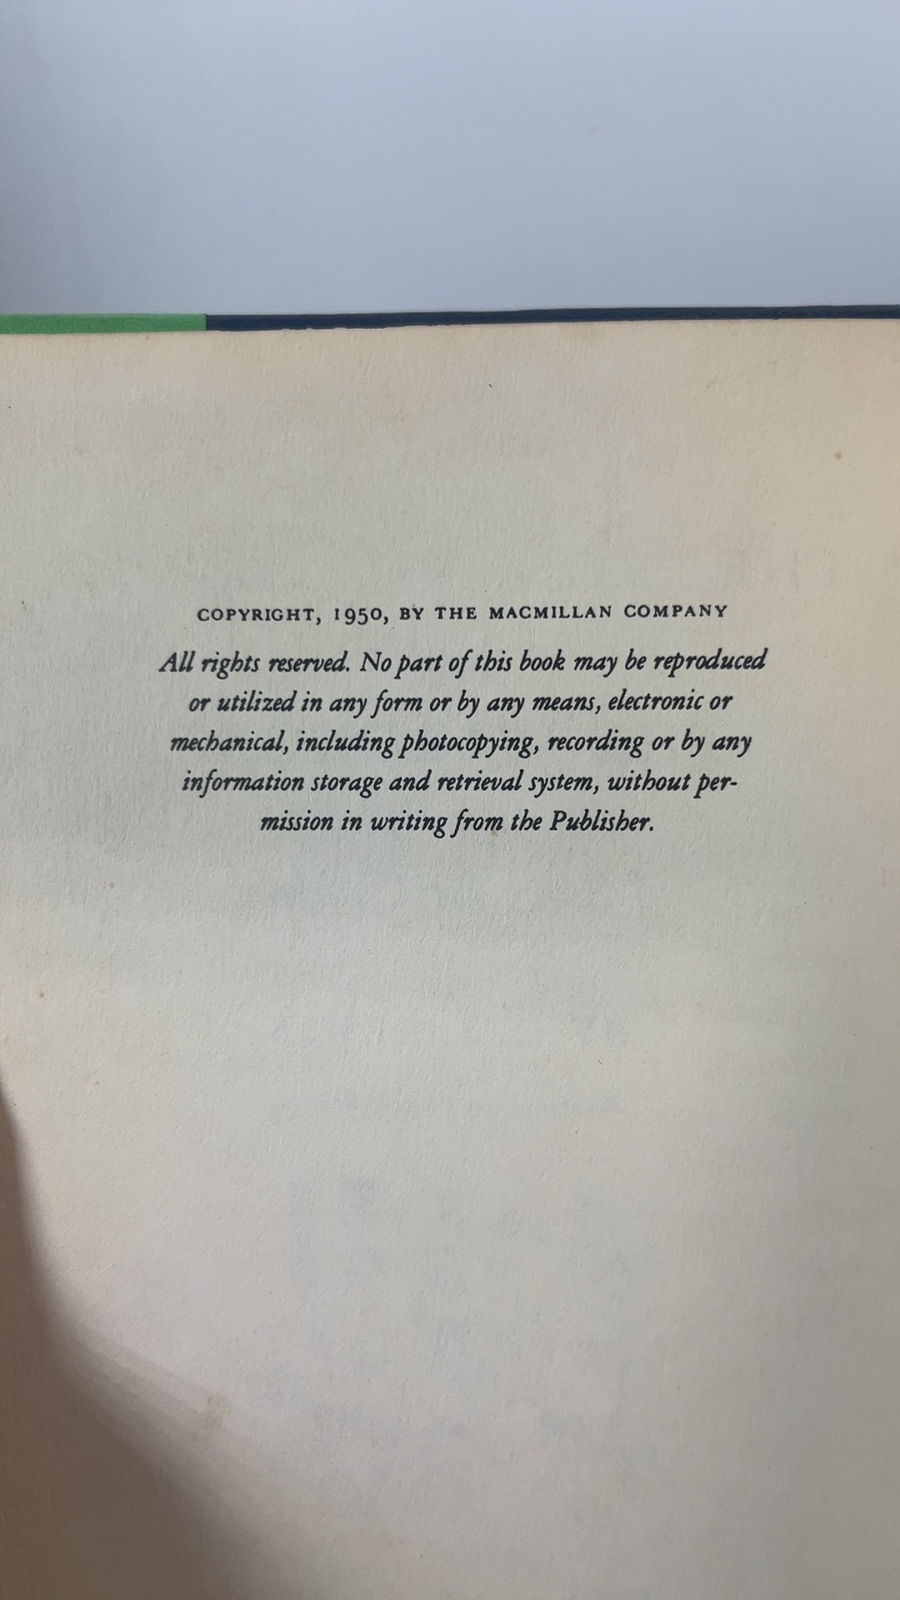 COPYRIGHT, 1950, BY THE MACMILLAN COMPANY
All rights reserved. No part of this book may be reproduced
or utilized in any form or by any means, electronic or
mechanical, including photocopying, recording or by any
information storage and retrieval system, without per-
mission in writing from the Publisher.